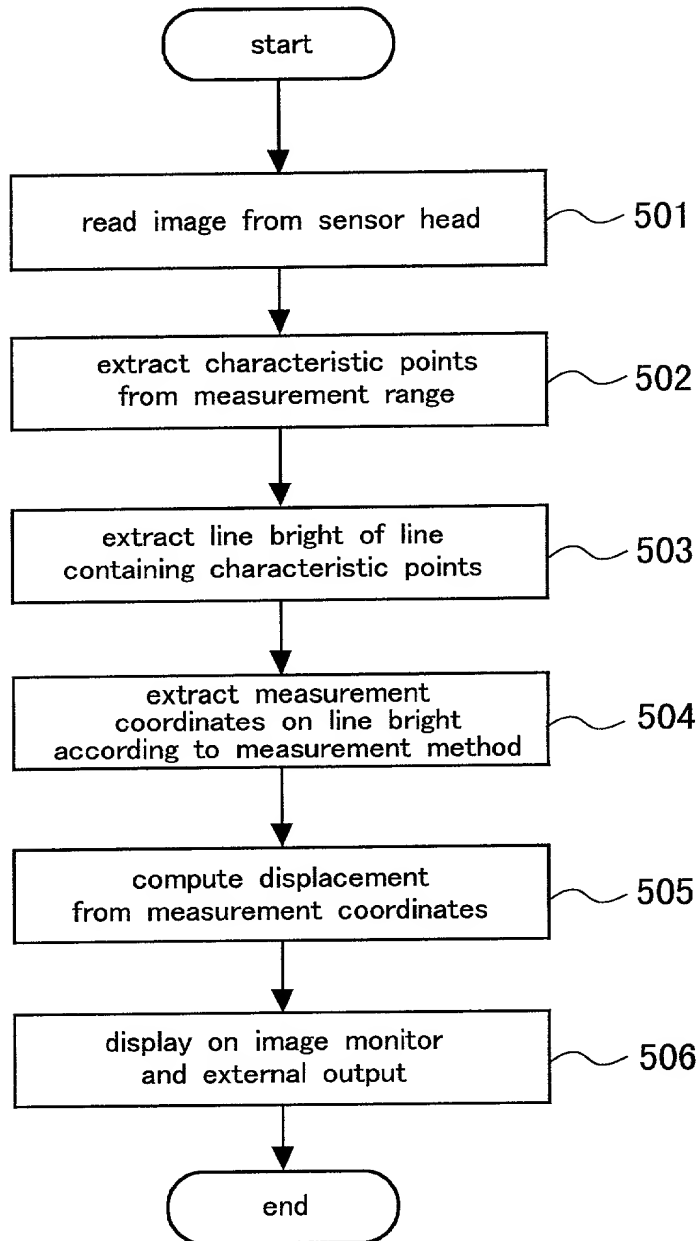 start
read image from sensor head
501
extract characteristic points
from measurement range
502
extract line bright of line
containing characteristic points
503
extract measurement
coordinates on line bright
according to measurement method
504
compute displacement
from measurement coordinates
505
display on image monitor
and external output
506
end